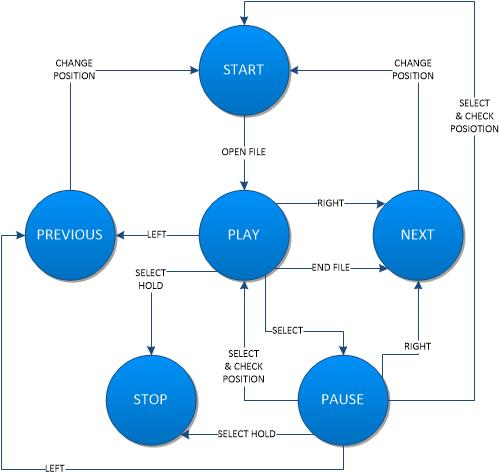 START
CHANGE
POSITION
CHANGE
POSITION
SELECT
& CHECK
POSIOTION
OPEN FILE
PREVIOUS
LEFT
PLAY
RIGHT
NEXT
END FILE
SELECT
HOLD
SELECT
RIGHT
SELECT
& CHECK
POSITION
STOP
PAUSE
SELECT HOLD
LEFT